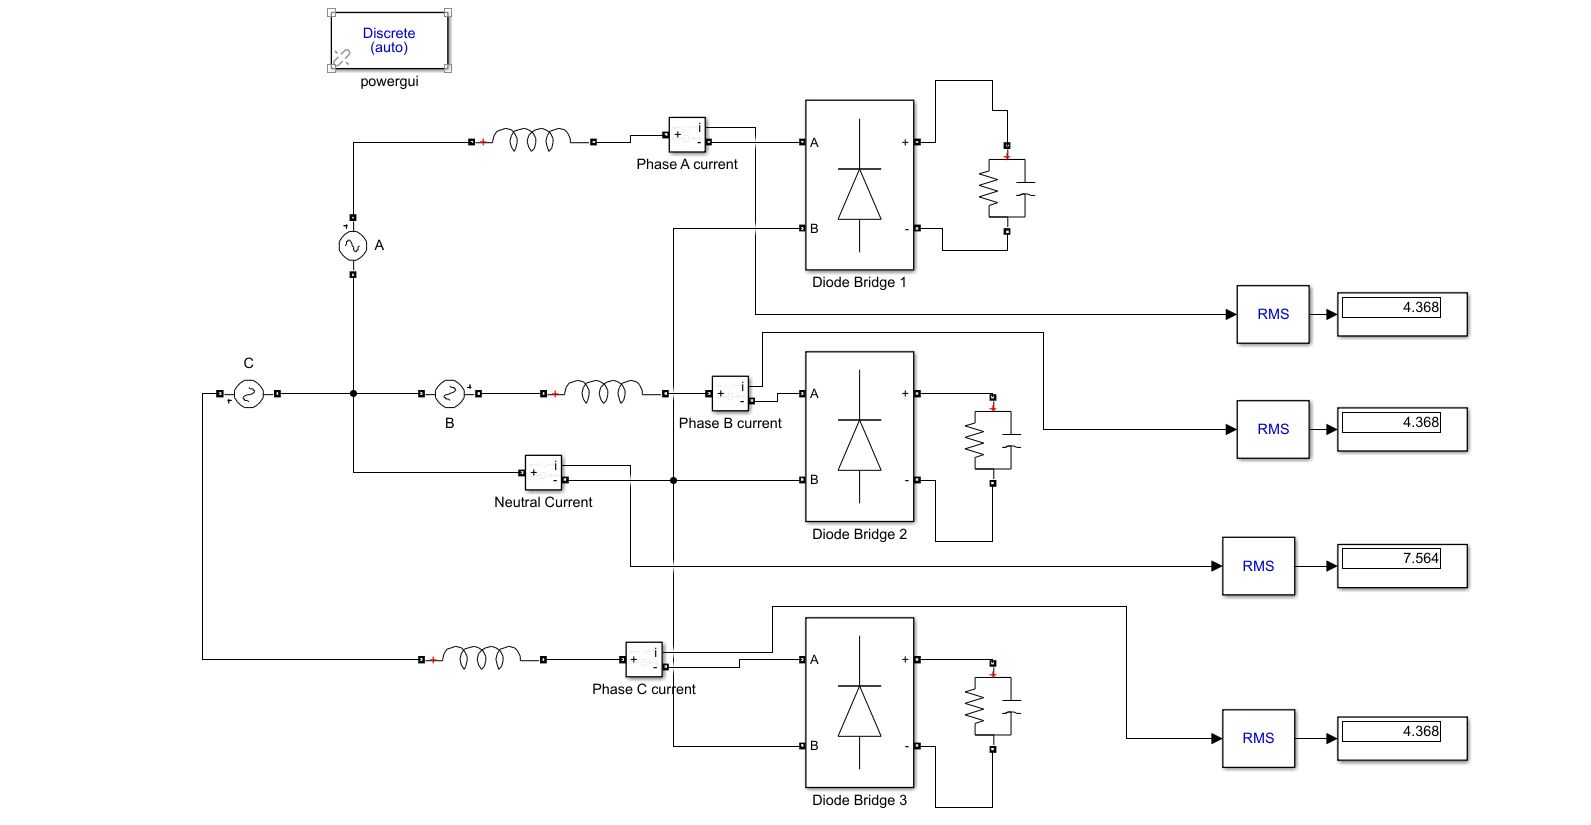 Discrete
(auto)
powergui
+
+
i
-
Phase A current
A
B
+
-
Diode Bridge 1
+
+
A
RMS
4.368
C
+
+
B
+
+
i
-
Phase B current
A
B
+
-
Diode Bridge 2
+
RMS
4.368
+
i
-
Neutral Current
RMS
7.564
+
+
i
-
Phase C current
A
B
+
-
Diode Bridge 3
+
RMS
4.368